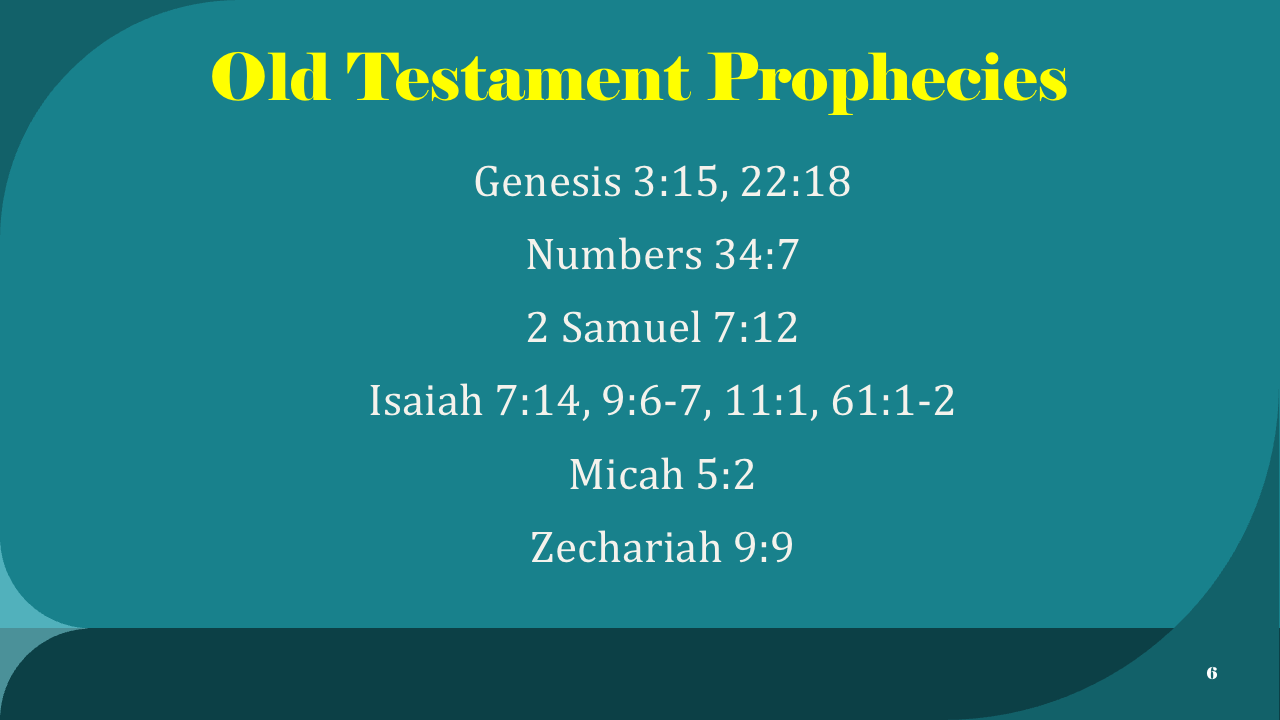 Old Testament Prophecies
Genesis 3:15, 22:18
Numbers 34:7
2 Samuel 7:12
Isaiah 7:14, 9:6-7, 11:1, 61:1-2
Micah 5:2
Zechariah 9:9
6